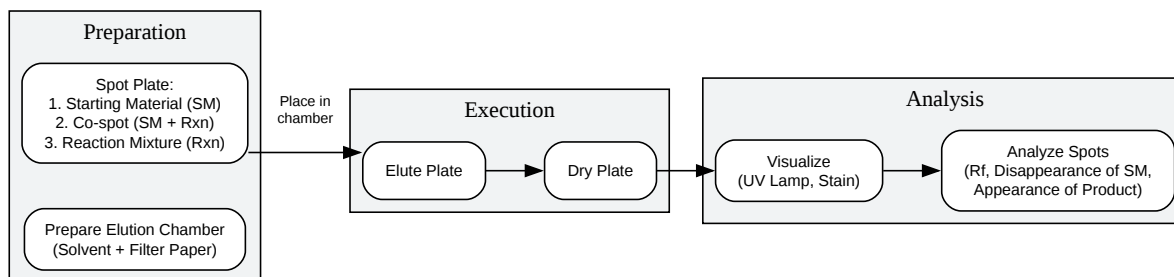 Preparation
Spot Plate:
1. Starting Material (SM)
2. Co-spot (SM + Rxn)
3. Reaction Mixture (Rxn)
Prepare Elution Chamber
(Solvent + Filter Paper)
Place in
chamber
Execution
Elute Plate
Dry Plate
Analysis
Visualize
(UV Lamp, Stain)
Analyze Spots
(Rf, Disappearance of SM,
Appearance of Product)